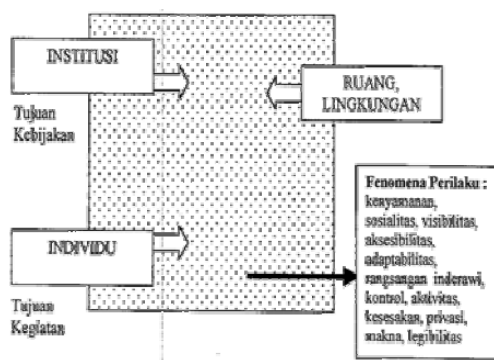 INSTITUSI
Tujuan
Kebijakan
RUANG,
LINGKUNGAN
INDIVIDU
Tujuan
Kegiatan
Fenomena Perilaku :
kenyamanan,
sosialitas, visibilitas,
aksesibilitas,
adaptabilitas,
rangsangan inderawi,
kontrol, aktivitas,
kesesakan, privasi,
makna, legibilitas